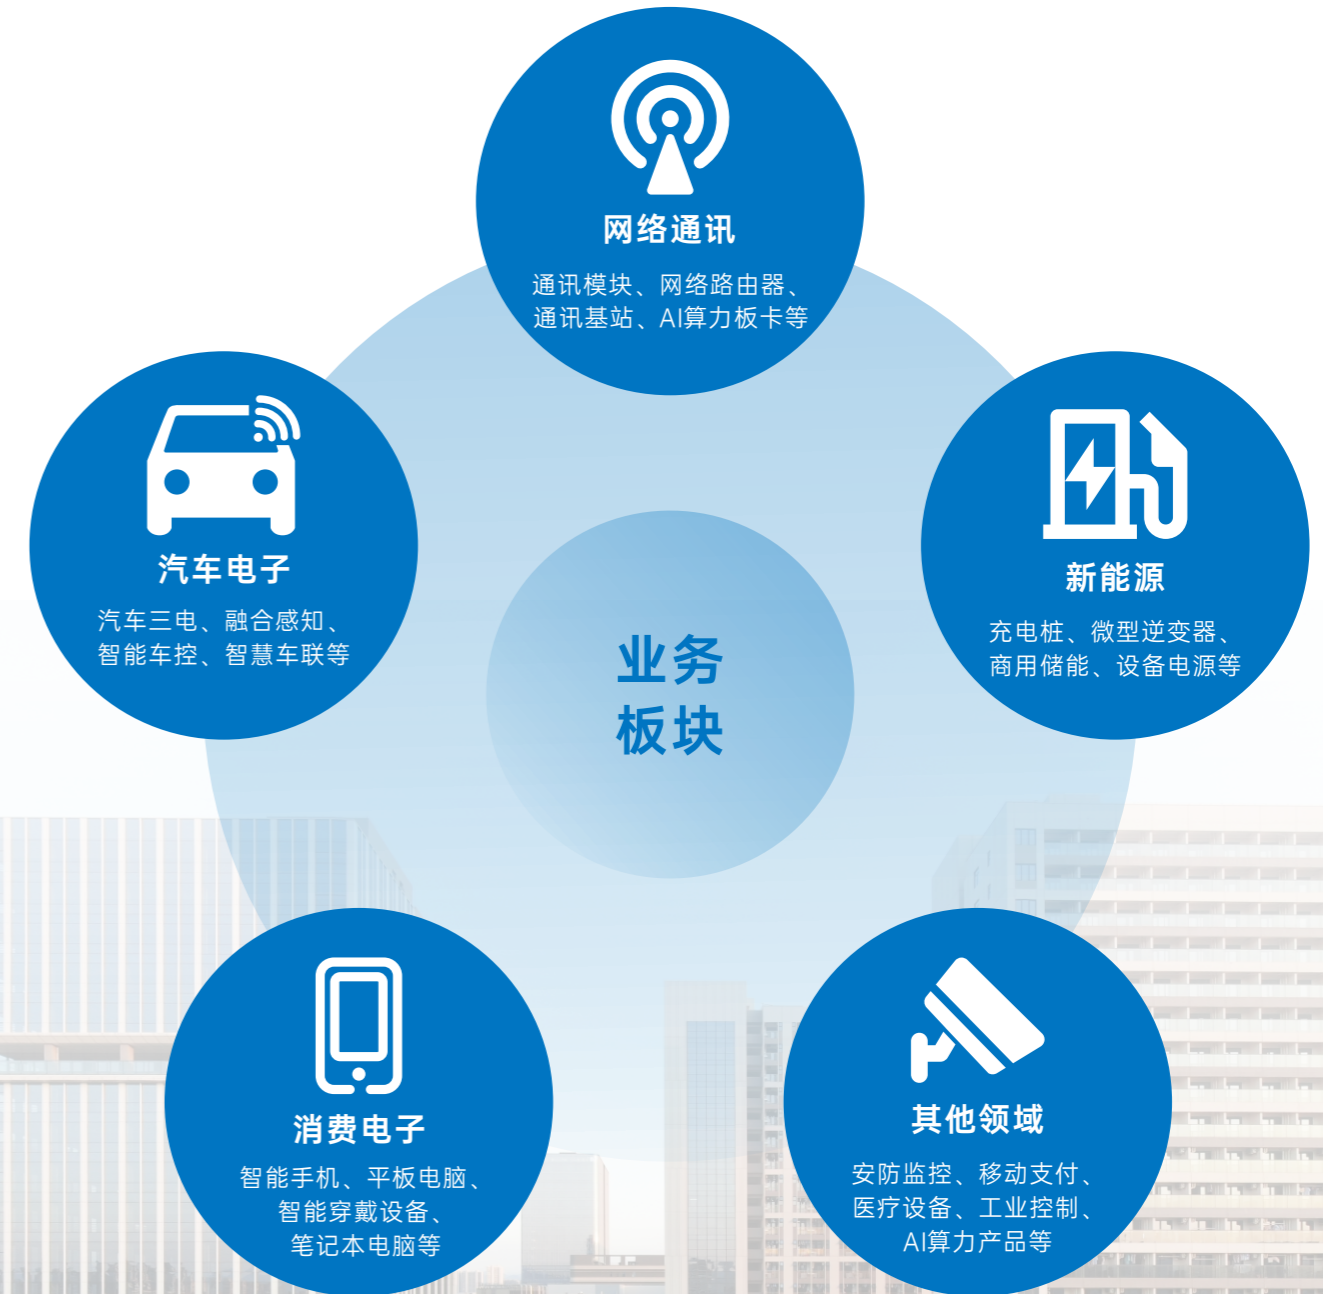 网络通讯
通讯模块、网络路由器、
通讯基站、AI算力板卡等
汽车电子
汽车三电、融合感知、
智能车控、智慧车联等
新能源
充电桩、微型逆变器、
商用储能、设备电源等
业务
板块
消费电子
智能手机、平板电脑、
智能穿戴设备、
笔记本电脑等
其他领域
安防监控、移动支付、
医疗设备、工业控制、
AI算力产品等